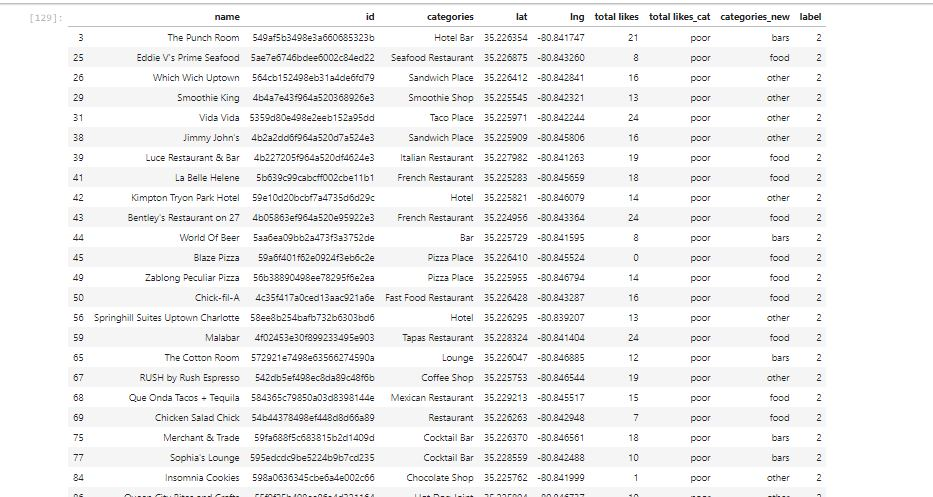 [129]:
name id categories lat lng total likes total likes_cat categories_new label
3 The Punch Room 549af5b3498e3a660685323b Hotel Bar 35.226354 -80.841747 21 poor bars 2
25 Eddie V's Prime Seafood 5ae7e6746bdee6002c84ed22 Seafood Restaurant 35.226875 -80.843260 8 poor food 2
26 Which Wich Uptown 564cb152498eb31a4de6fd79 Sandwich Place 35.226412 -80.842841 16 poor other 2
29 Smoothie King 4b4a7e43f964a520368926e3 Smoothie Shop 35.225545 -80.842321 13 poor other 2
31 Vida Vida 5359d80e498e2eeb152a95dd Taco Place 35.225971 -80.842244 24 poor other 2
38 Jimmy John's 4b2a2dd6f964a520d7a524e3 Sandwich Place 35.225909 -80.845806 16 poor other 2
39 Luce Restaurant & Bar 4b227205f964a520df4624e3 Italian Restaurant 35.227982 -80.841263 19 poor food 2
41 La Belle Helene 5b639c99cabcff002cbe11b1 French Restaurant 35.225283 -80.845659 18 poor food 2
42 Kimpton Tryon Park Hotel 59e10d20bcbf7a4735d6d29c Hotel 35.225821 -80.846079 14 poor other 2
43 Bentley's Restaurant on 27 4b05863ef964a520e95922e3 French Restaurant 35.224956 -80.843364 24 poor food 2
44 World Of Beer 5aa6ea09bb2a473f3a3752de Bar 35.225729 -80.841595 8 poor bars 2
45 Blaze Pizza 59a6f401f62e0924f3eb6c2e Pizza Place 35.226410 -80.845524 0 poor food 2
49 Zablong Peculiar Pizza 56b38890498ee78295f6e2ea Pizza Place 35.225955 -80.846794 14 poor food 2
50 Chick-fil-A 4c35f417a0ced13aac921a6e Fast Food Restaurant 35.226428 -80.843287 16 poor food 2
56 Springhill Suites Uptown Charlotte 58ee8b254bafb732b6303bd6 Hotel 35.226295 -80.839207 13 poor other 2
59 Malabar 4f02453e30f899233495e903 Tapas Restaurant 35.228324 -80.841404 24 poor food 2
65 The Cotton Room 572921e7498e63566274590a Lounge 35.226047 -80.846885 12 poor bars 2
67 RUSH by Rush Espresso 542db5ef498ec8da89c48f6b Coffee Shop 35.225753 -80.846544 19 poor other 2
68 Que Onda Tacos + Tequila 584365c79850a03d8398144e Mexican Restaurant 35.229213 -80.845517 15 poor food 2
69 Chicken Salad Chick 54b44378498ef448d8d66a89 Restaurant 35.226263 -80.842948 7 poor food 2
75 Merchant & Trade 59fa688f5c683815b2d1409d Cocktail Bar 35.226370 -80.846561 18 poor bars 2
77 Sophia's Lounge 595edcdc9be5224b9b7cd235 Cocktail Bar 35.228559 -80.842488 10 poor bars 2
84 Insomnia Cookies 598a0636345cbe6a4e002c66 Chocolate Shop 35.225762 -80.841999 1 poor other 2